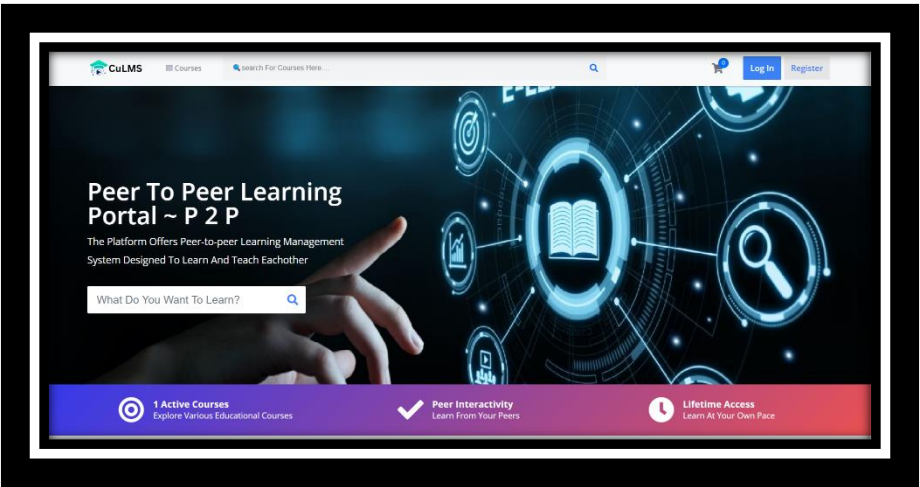 CuLMS
Courses
search For Courses Here....
0
Log In
Register
Peer To Peer Learning
Portal ~ P 2 P
The Platform Offers Peer-to-peer Learning Management
System Designed To Learn And Teach Eachother
What Do You Want To Learn?
1 Active Courses
Explore Various Educational Courses
Peer Interactivity
Learn From Your Peers
Lifetime Access
Learn At Your Own Pace